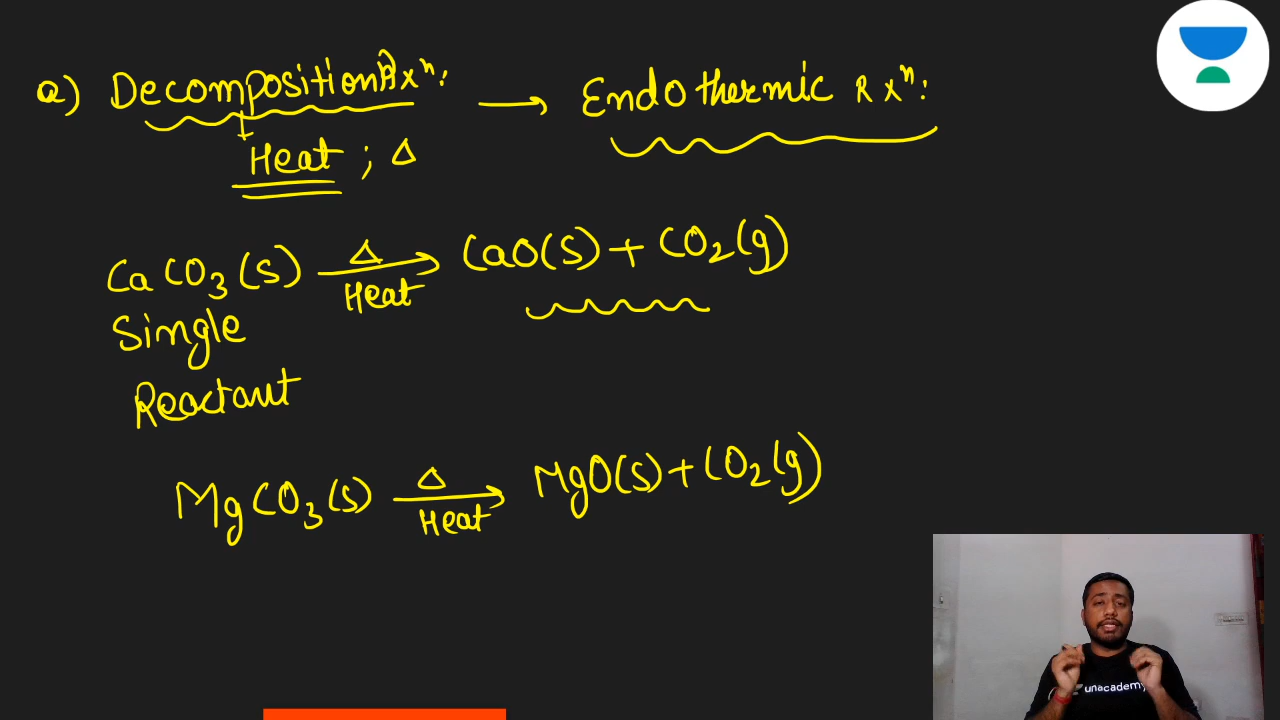 a) Decomposition Rxⁿ: → Endothermic Rxⁿ:
Heat ; Δ
CaCO₃(s) Δ Heat → CaO(s) + CO₂(g)
Single
Reactant
MgCO₃(s) Δ Heat → MgO(s) + CO₂(g)
unacademy